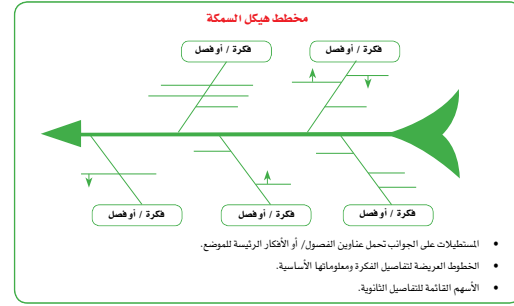 مخطط هيكل السمكة
فكرة / أو فصل
فكرة / أو فصل
فكرة / أو فصل
فكرة / أو فصل
فكرة / أو فصل
• المستطيلات على الجوانب تحمل عناوين الفصول/ أو الأفكار الرئيسة للموضع.
• الخطوط العريضة لتفاصيل الفكرة ومعلوماتها الأساسية.
• الأسهم القائمة للتفاصيل الثانوية.